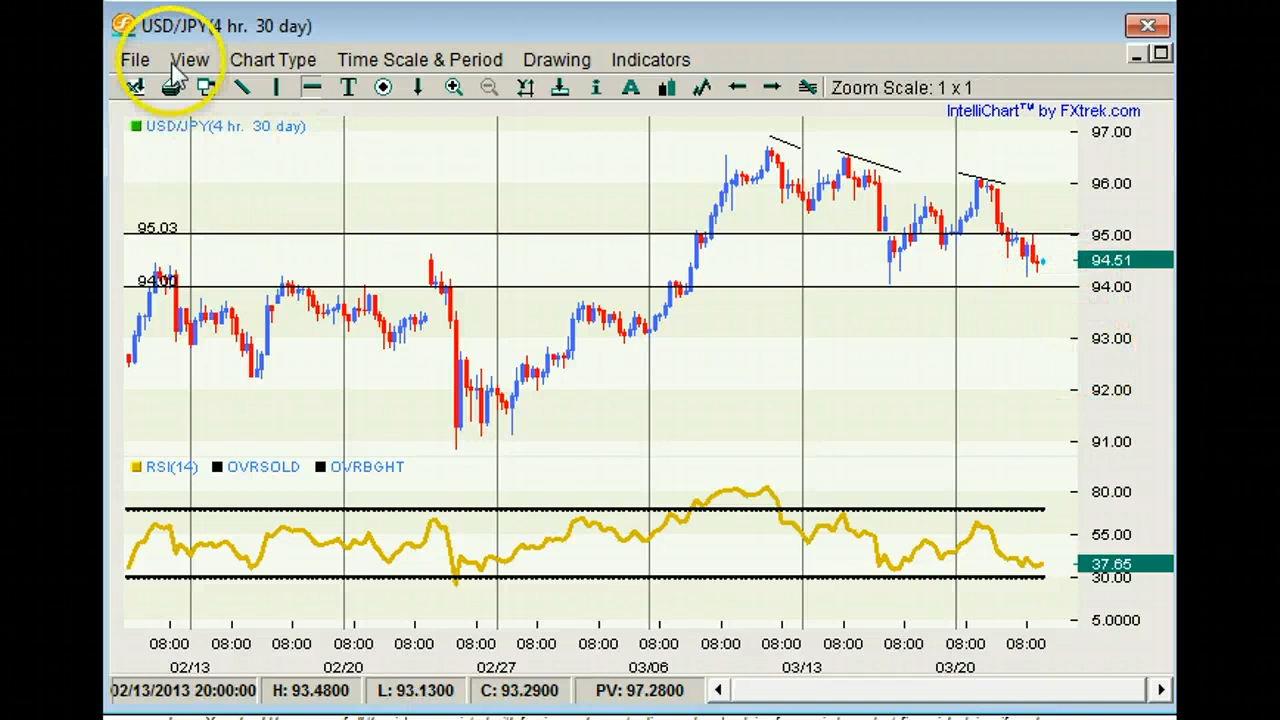 USD/JPY(4 hr. 30 day)
File View Chart Type Time Scale & Period Drawing Indicators
T A Zoom Scale: 1 x 1
IntelliChart™ by FXtrek.com
USD/JPY(4 hr. 30 day)
97.00
96.00
95.03
95.00
94.51
94.00
94.00
93.00
92.00
91.00
RSI(14) OVRSOLD OVRBGHT
80.00
55.00
37.65
30.00
5.0000
08:00 08:00 08:00 08:00 08:00 08:00 08:00 08:00 08:00 08:00 08:00 08:00 08:00 08:00 08:00
02/13 02/20 02/27 03/06 03/13 03/20
02/13/2013 20:00:00 H: 93.4800 L: 93.1300 C: 93.2900 PV: 97.2800